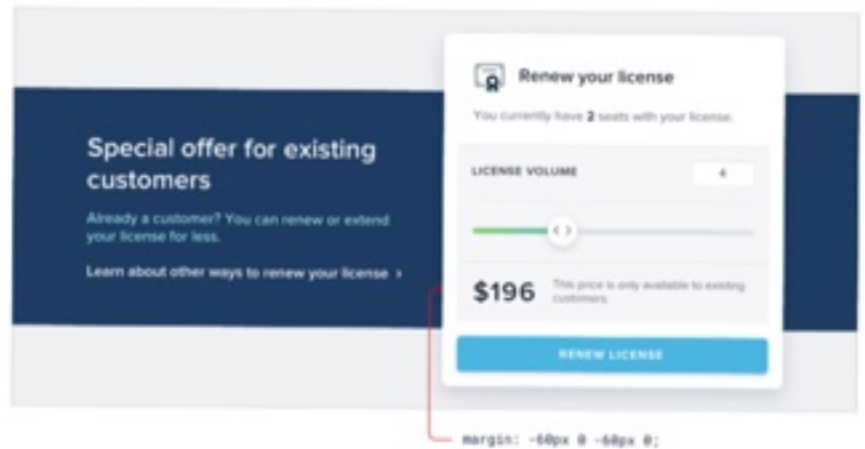 Special offer for existing
customers
Already a customer? You can renew or extend
your license for less.
Learn about other ways to renew your license ›
Renew your license
You currently have 2 seats with your license.
LICENSE VOLUME
4
< >
$196
This price is only available to existing
customers.
RENEW LICENSE
margin: -60px 0 -60px 0;